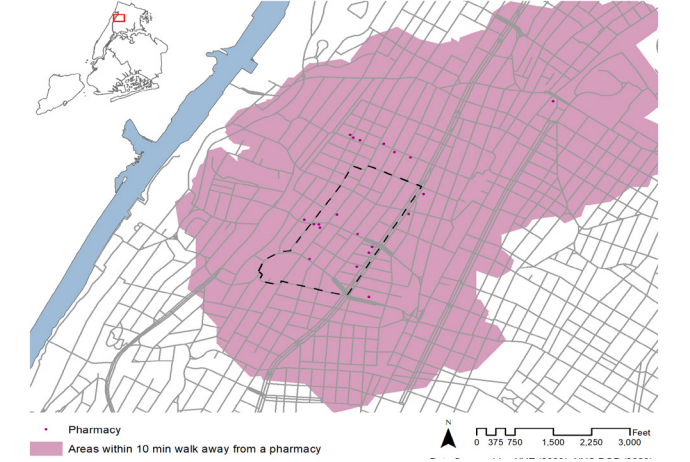 Pharmacy
N
Feet
0 375 750 1,500 2,250 3,000
Areas within 10 min walk away from a pharmacy